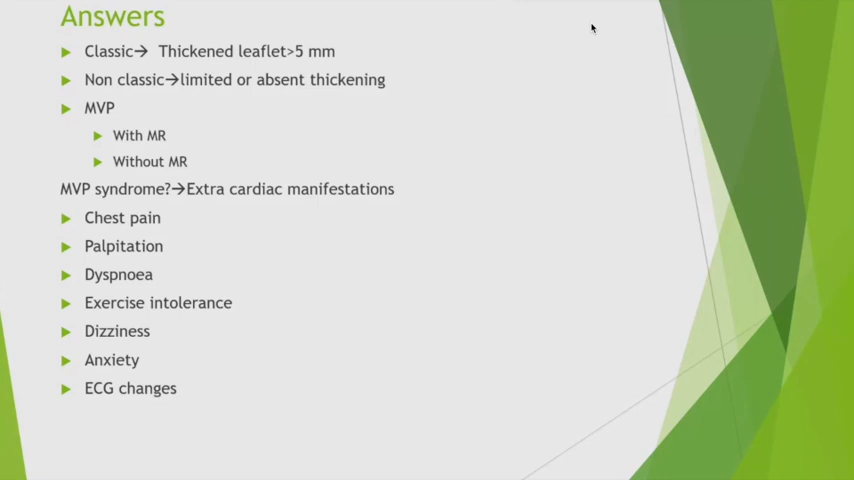 Answers
Classic→ Thickened leaflet>5 mm
Non classic→limited or absent thickening
MVP
With MR
Without MR
MVP syndrome?→Extra cardiac manifestations
Chest pain
Palpitation
Dyspnoea
Exercise intolerance
Dizziness
Anxiety
ECG changes